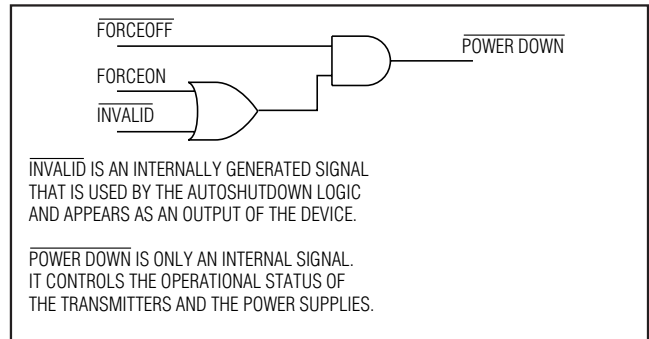 FORCEOFF
POWER DOWN
FORCEON
INVALID
INVALID IS AN INTERNALLY GENERATED SIGNAL
THAT IS USED BY THE AUTOSHUTDOWN LOGIC
AND APPEARS AS AN OUTPUT OF THE DEVICE.
POWER DOWN IS ONLY AN INTERNAL SIGNAL.
IT CONTROLS THE OPERATIONAL STATUS OF
THE TRANSMITTERS AND THE POWER SUPPLIES.